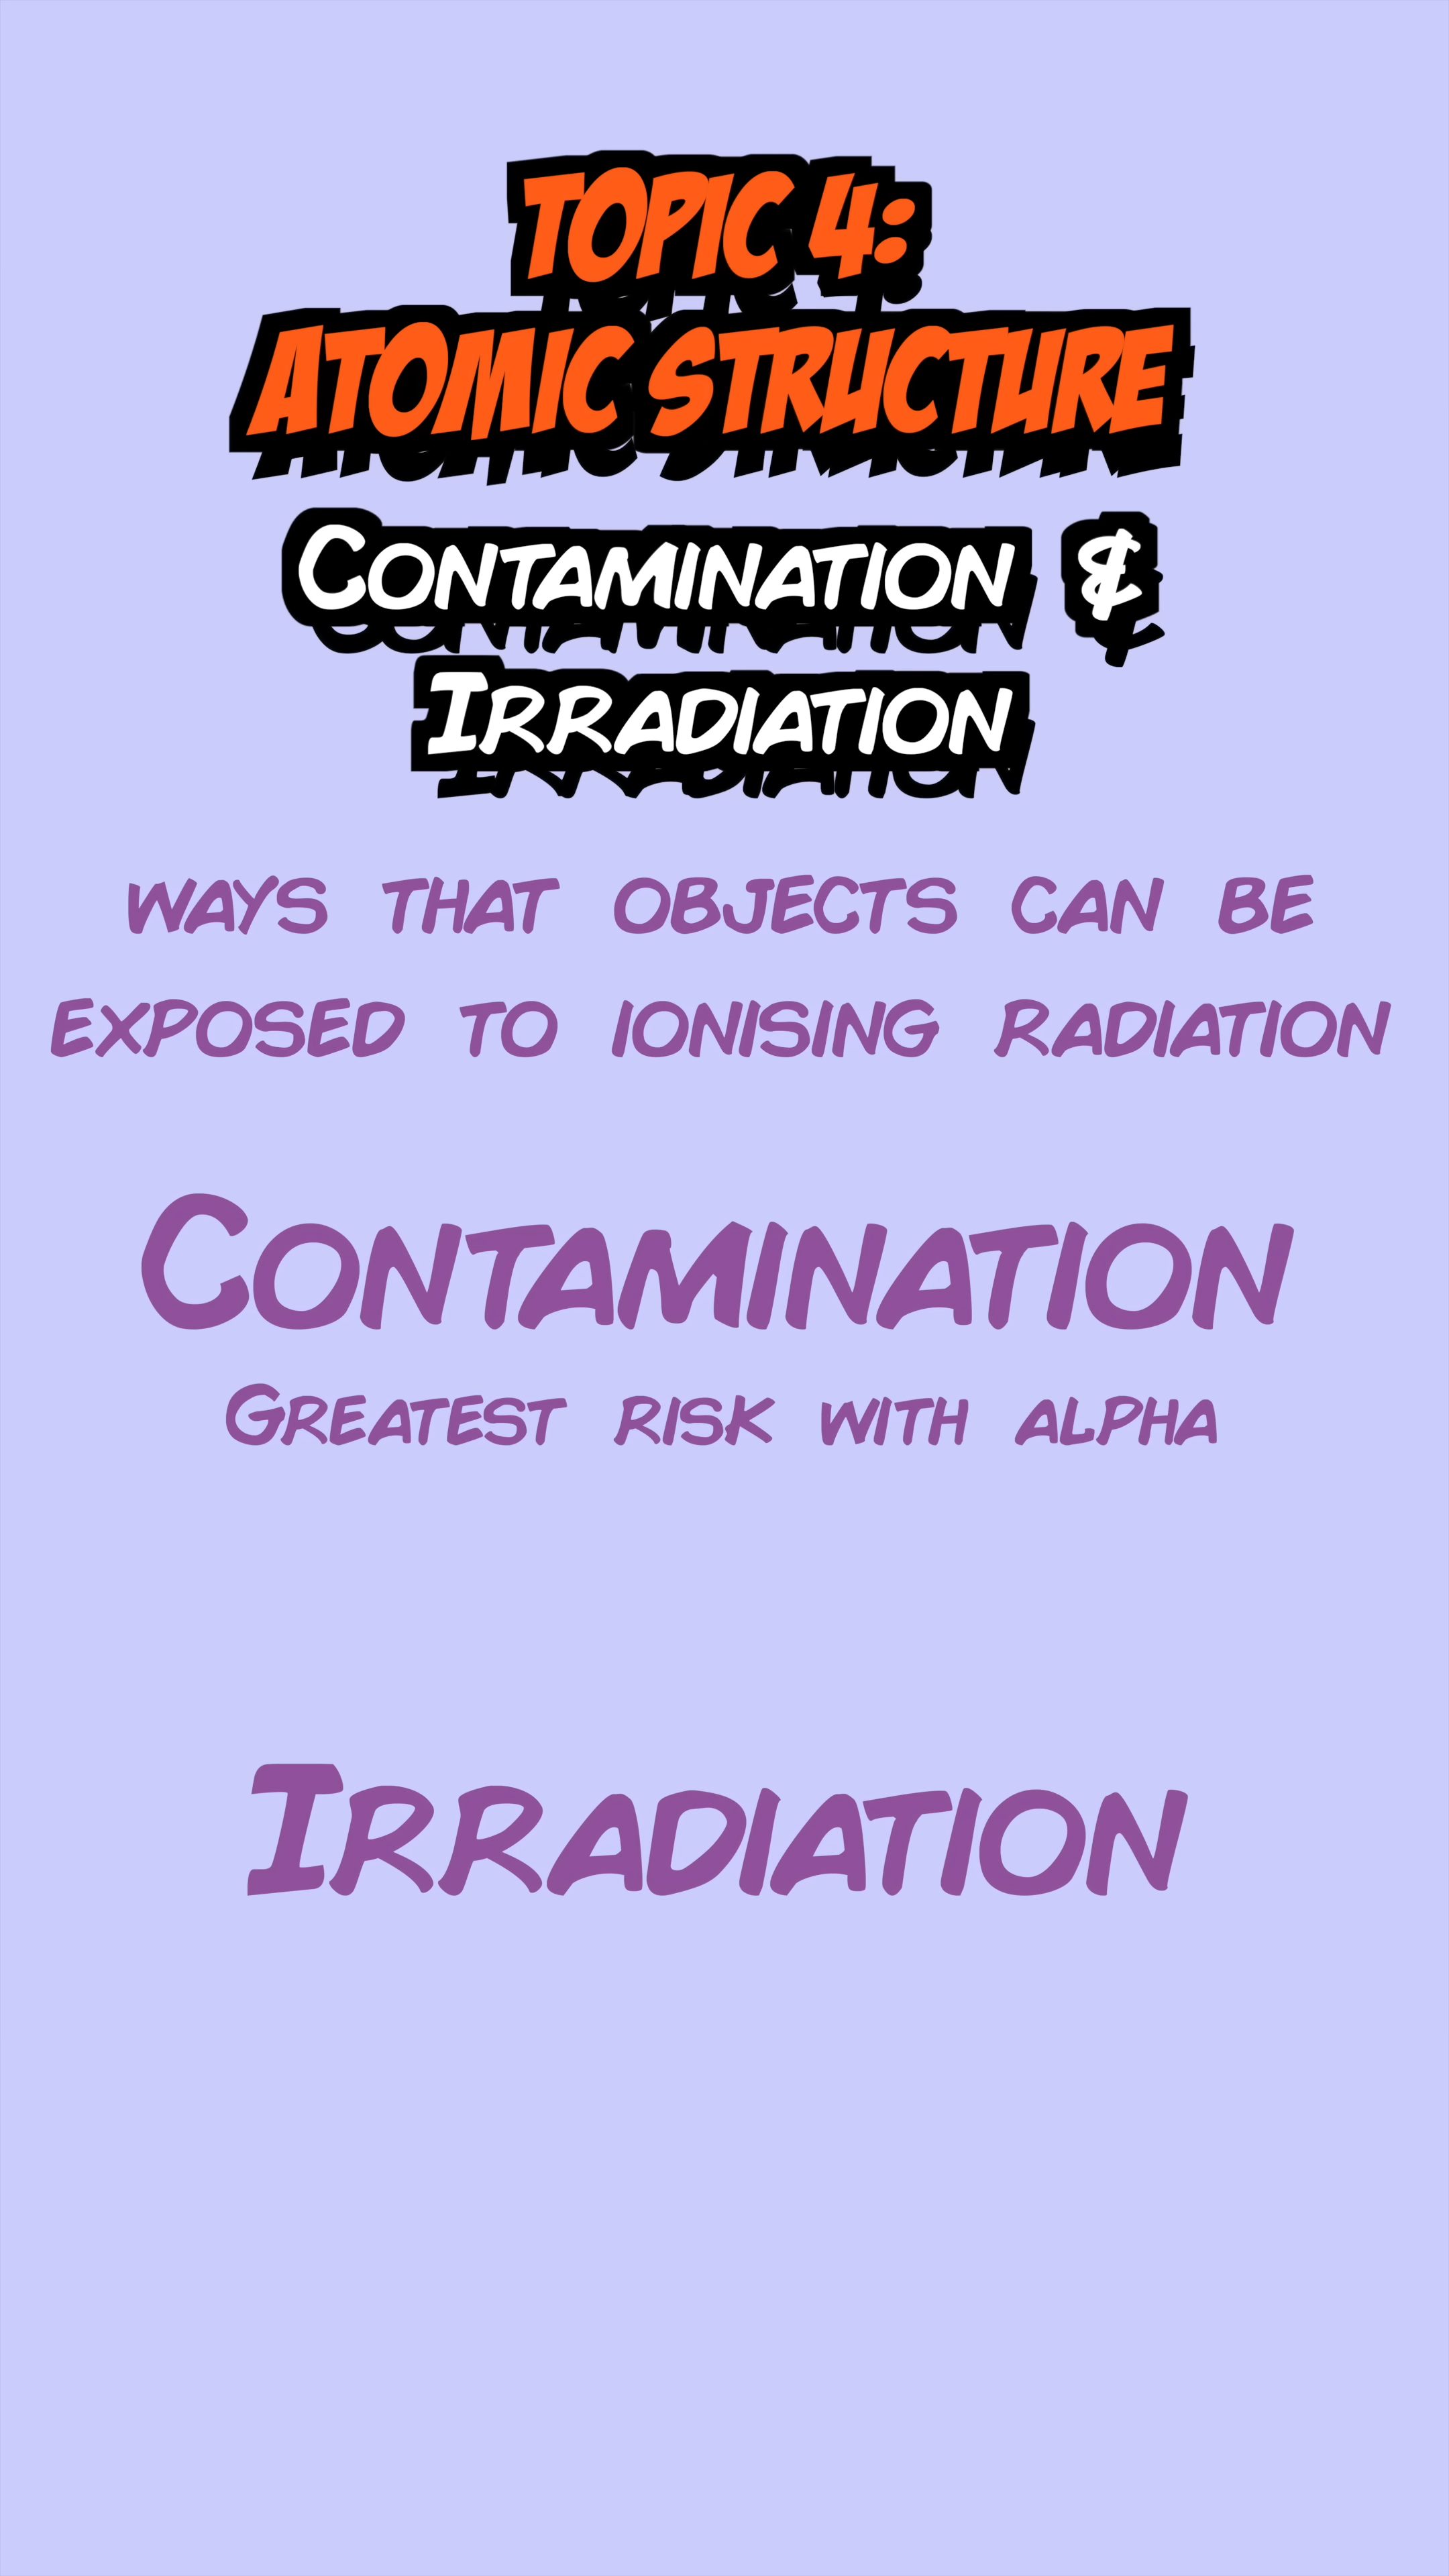 TOPIC 4:
ATOMIC STRUCTURE
CONTAMINATION &
IRRADIATION
WAYS THAT OBJECTS CAN BE
EXPOSED TO IONISING RADIATION
CONTAMINATION
GREATEST RISK WITH ALPHA
IRRADIATION